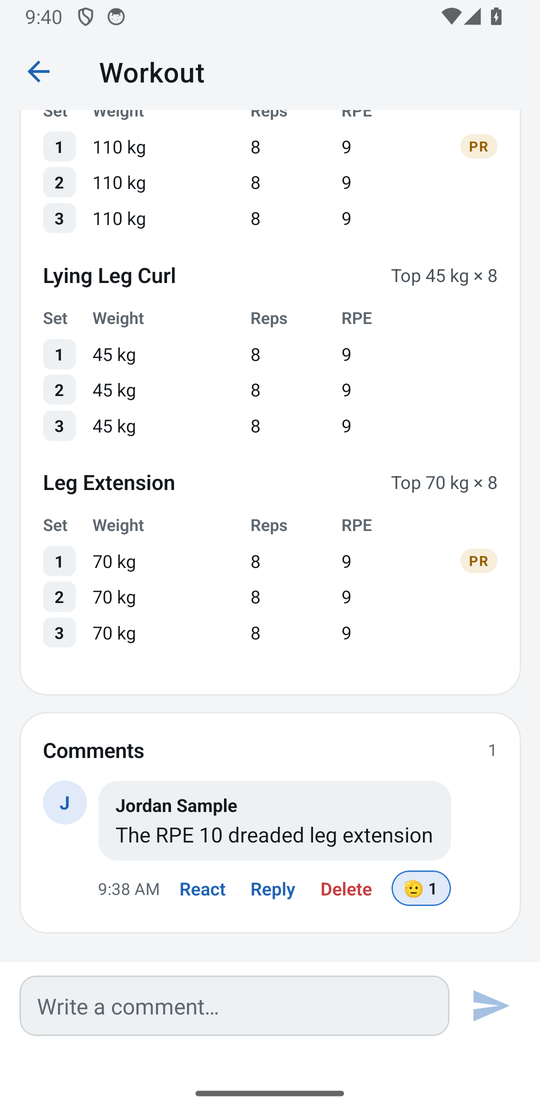 9:40
Workout
Set Weight Reps RPE
1 110 kg 8 9 PR
2 110 kg 8 9
3 110 kg 8 9
Lying Leg Curl Top 45 kg × 8
Set Weight Reps RPE
1 45 kg 8 9
2 45 kg 8 9
3 45 kg 8 9
Leg Extension Top 70 kg × 8
Set Weight Reps RPE
1 70 kg 8 9 PR
2 70 kg 8 9
3 70 kg 8 9
Comments 1
J
Jordan Sample
The RPE 10 dreaded leg extension
9:38 AM React Reply Delete 🫡 1
Write a comment…